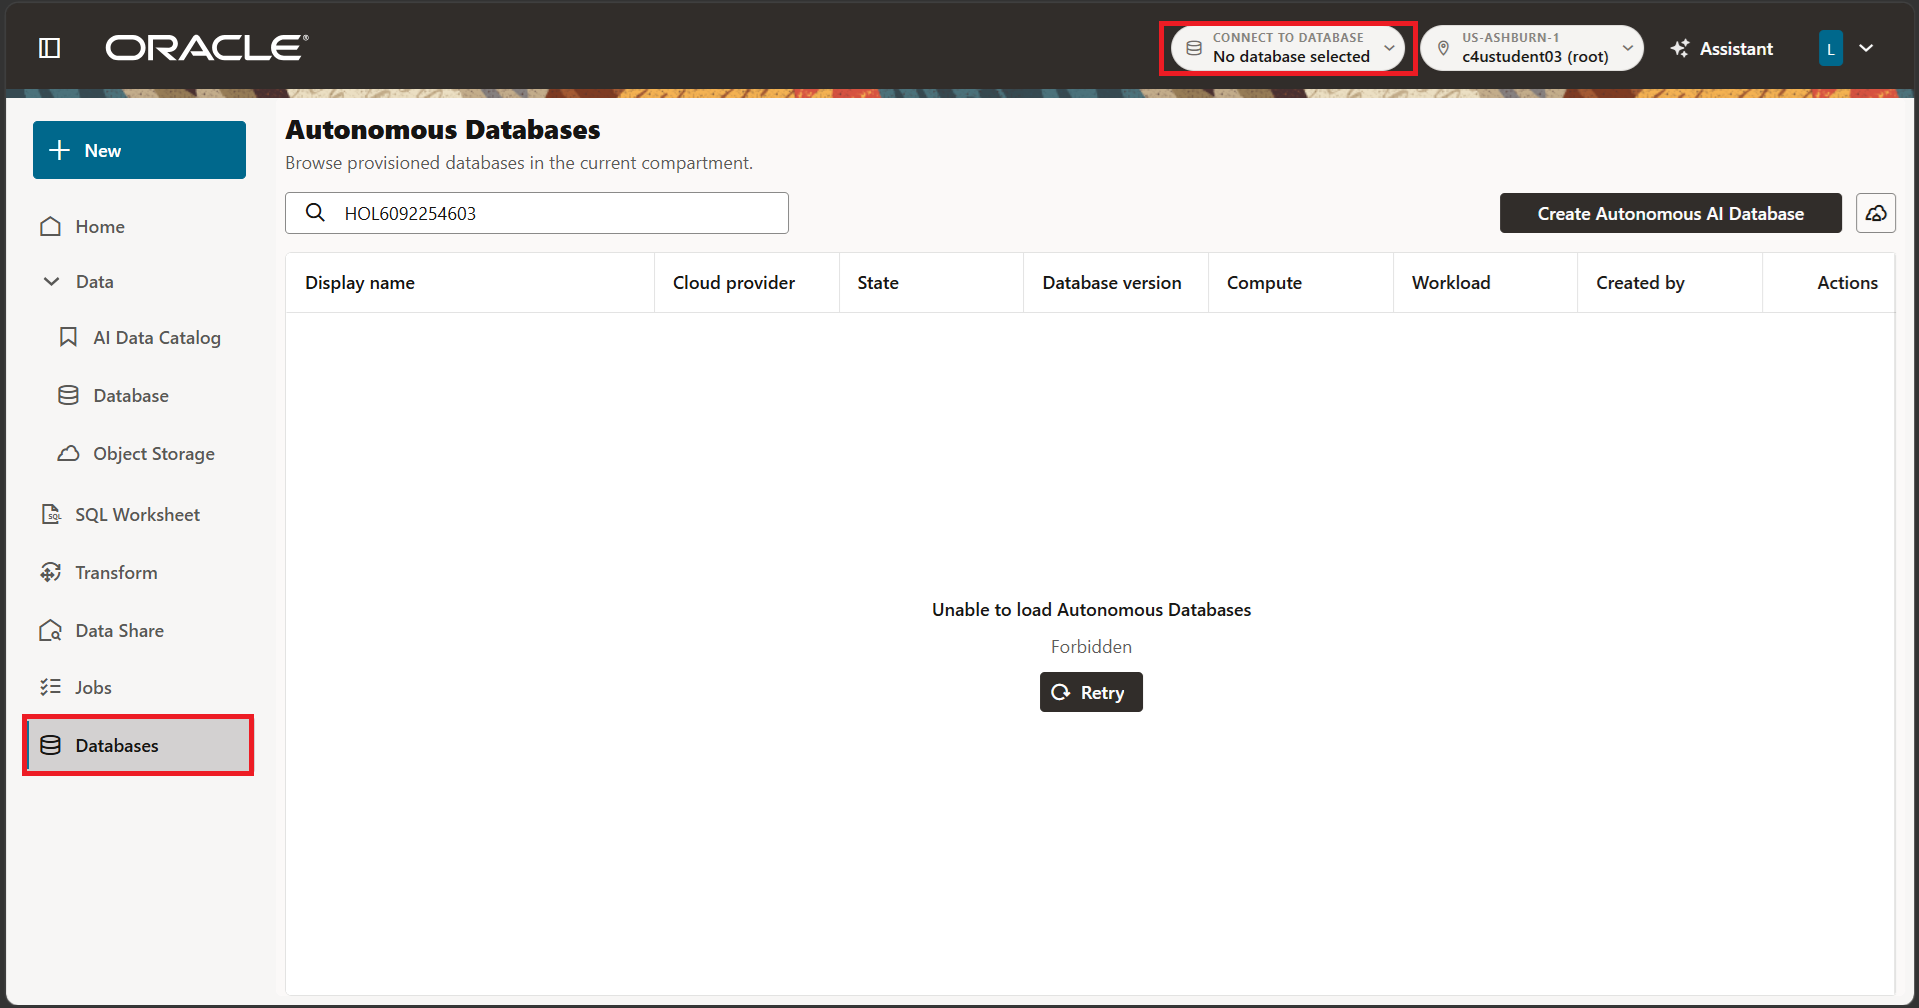 ORACLE®
CONNECT TO DATABASE
No database selected
US-ASHBURN-1
c4ustudent03 (root)
Assistant
L
New
Home
Data
AI Data Catalog
Database
Object Storage
SQL
SQL Worksheet
Transform
Data Share
Jobs
Databases
Autonomous Databases
Browse provisioned databases in the current compartment.
HOL6092254603
Create Autonomous AI Database
Display name Cloud provider State Database version Compute Workload Created by Actions
Unable to load Autonomous Databases
Forbidden
Retry